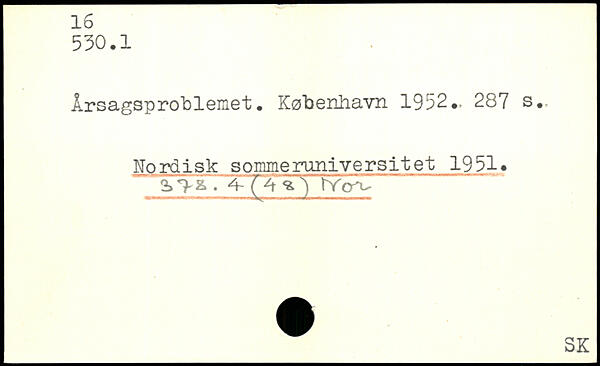 16
530.1
Årsagsproblemet. København 1952. 287 s.
Nordisk sommeruniversitet 1951.
378.4(48) Nor
SK